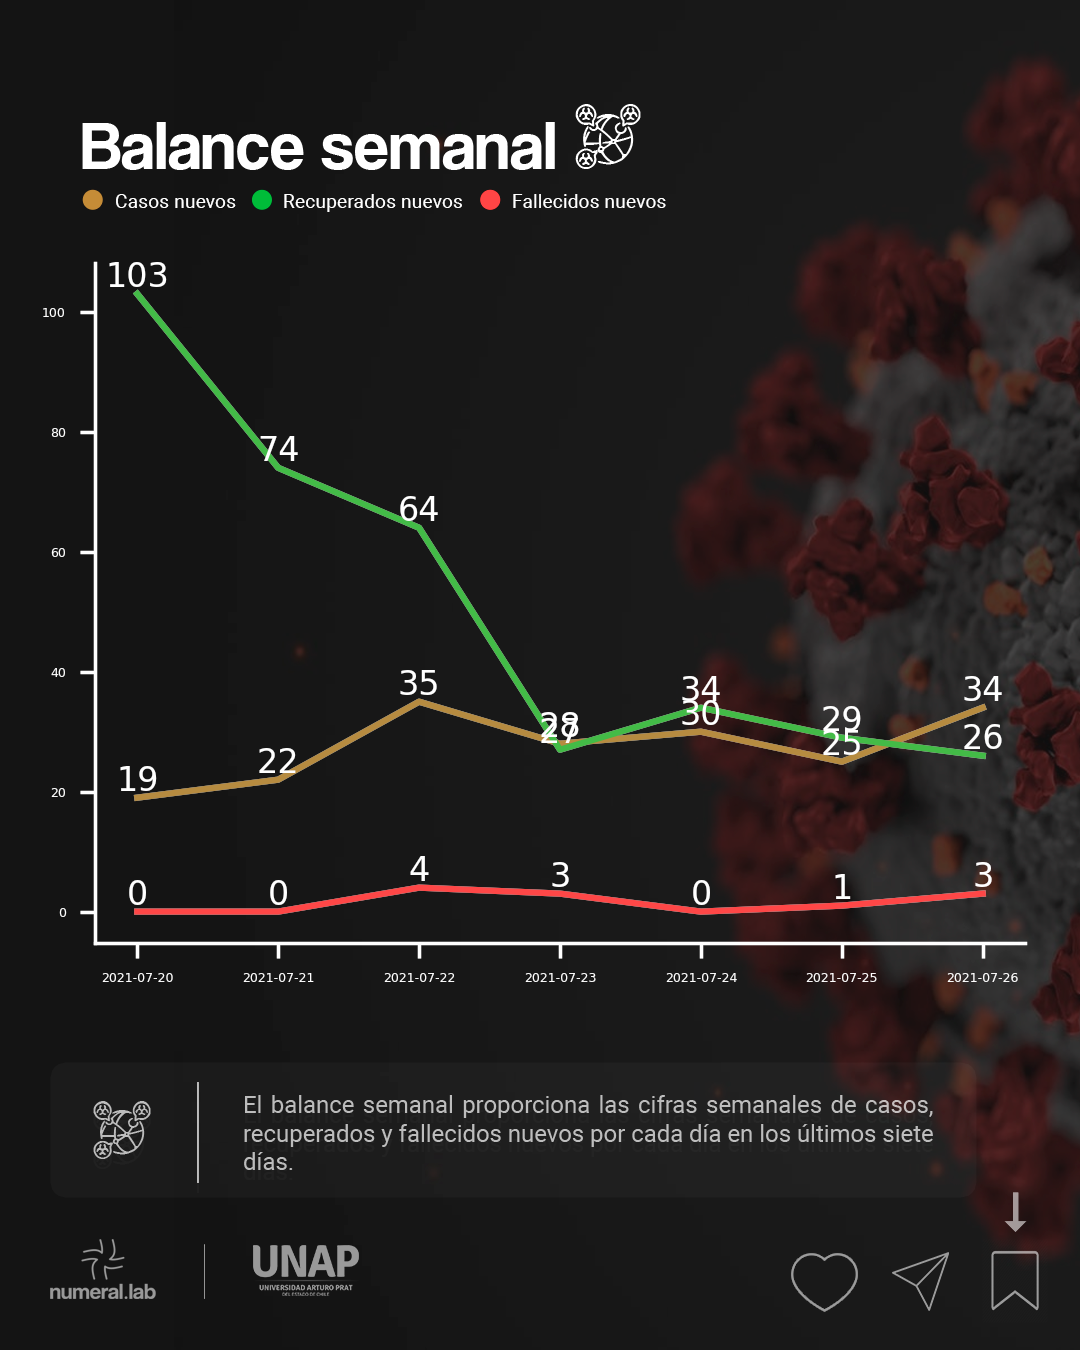 Balance semanal
Casos nuevos Recuperados nuevos Fallecidos nuevos
103
100
74
80
64
60
40
35
34
30
34
28
27
29
25
26
22
19
20
0
0
4
3
0
1
3
0
2021-07-20 2021-07-21 2021-07-22 2021-07-23 2021-07-24 2021-07-25 2021-07-26
El balance semanal proporciona las cifras semanales de casos,
recuperados y fallecidos nuevos por cada día en los últimos siete
días.
numeral.lab
UNAP
UNIVERSIDAD ARTURO PRAT
DEL ESTADO DE CHILE